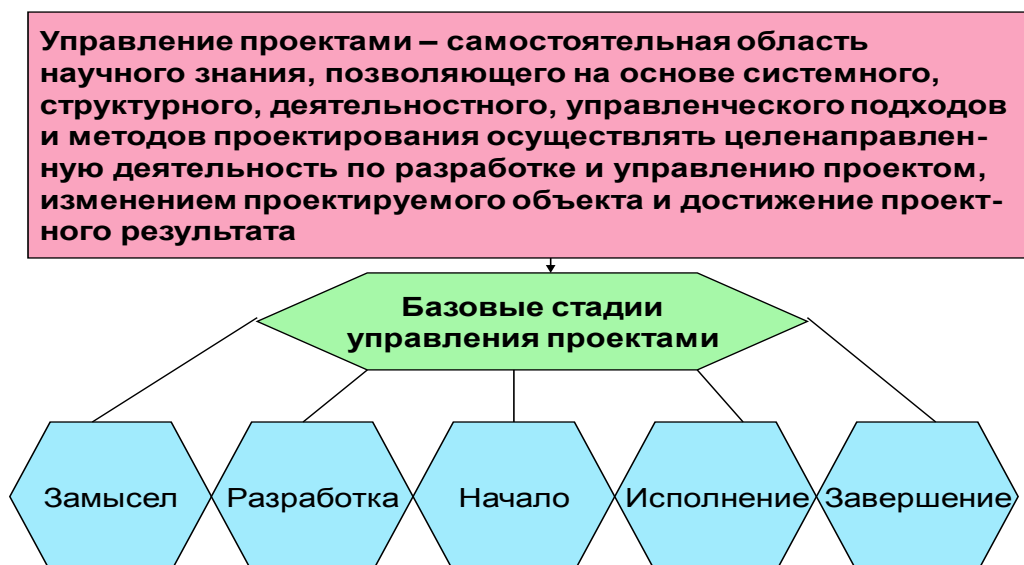 Управление проектами – самостоятельная область
научного знания, позволяющего на основе системного,
структурного, деятельностного, управленческого подходов
и методов проектирования осуществлять целенаправлен-
ную деятельность по разработке и управлению проектом,
изменением проектируемого объекта и достижение проект-
ного результата
Базовые стадии
управления проектами
Замысел
Разработка
Начало
Исполнение
Завершение